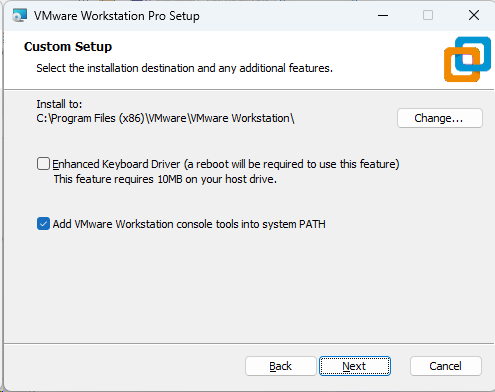 VMware Workstation Pro Setup
Custom Setup
Select the installation destination and any additional features.
Install to:
C:\Program Files (x86)\VMware\VMware Workstation\
Change...
Enhanced Keyboard Driver (a reboot will be required to use this feature)
This feature requires 10MB on your host drive.
Add VMware Workstation console tools into system PATH
Back
Next
Cancel